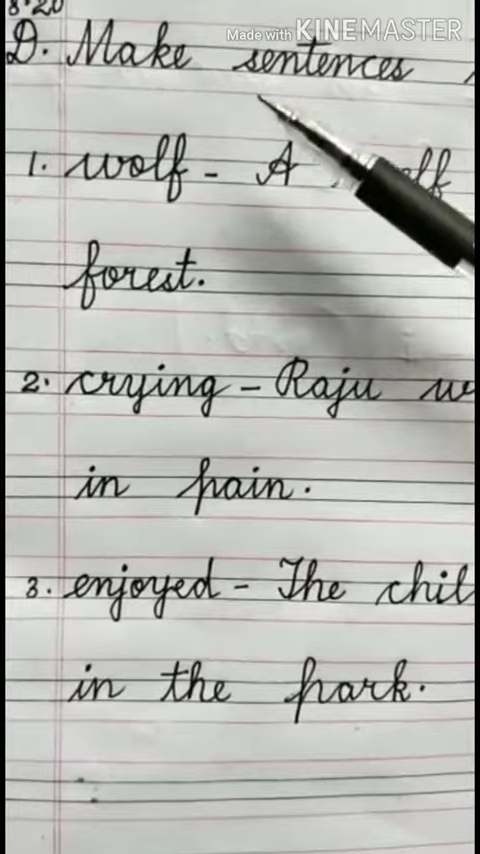 8.20
Made with KINEMASTER
D. Make sentences
1. wolf - A
forest.
2. crying - Raju
in pain.
3. enjoyed - The
in the park.